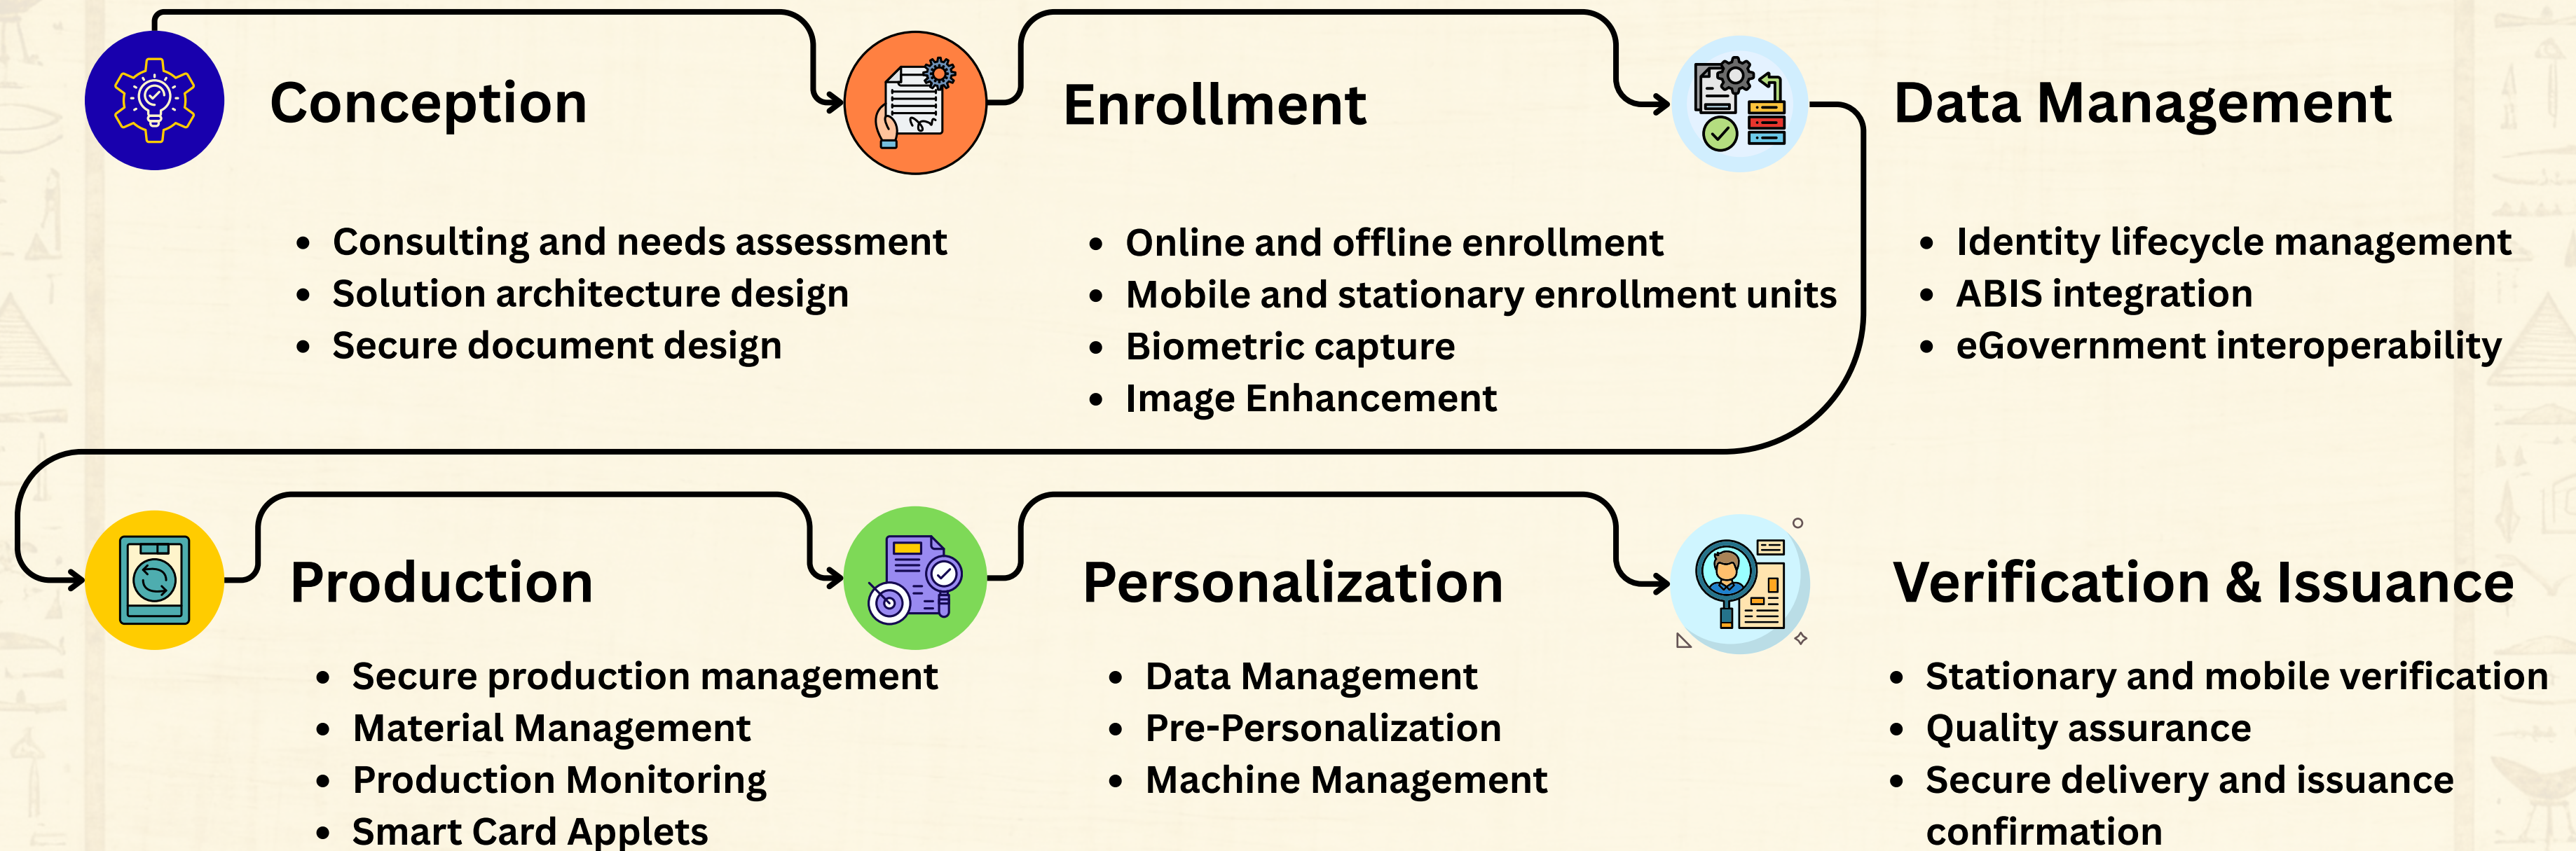 Conception
• Consulting and needs assessment
• Solution architecture design
• Secure document design
Enrollment
• Online and offline enrollment
• Mobile and stationary enrollment units
• Biometric capture
• Image Enhancement
Data Management
• Identity lifecycle management
• ABIS integration
• eGovernment interoperability
Production
• Secure production management
• Material Management
• Production Monitoring
• Smart Card Applets
Personalization
• Data Management
• Pre-Personalization
• Machine Management
Verification & Issuance
• Stationary and mobile verification
• Quality assurance
• Secure delivery and issuance
confirmation